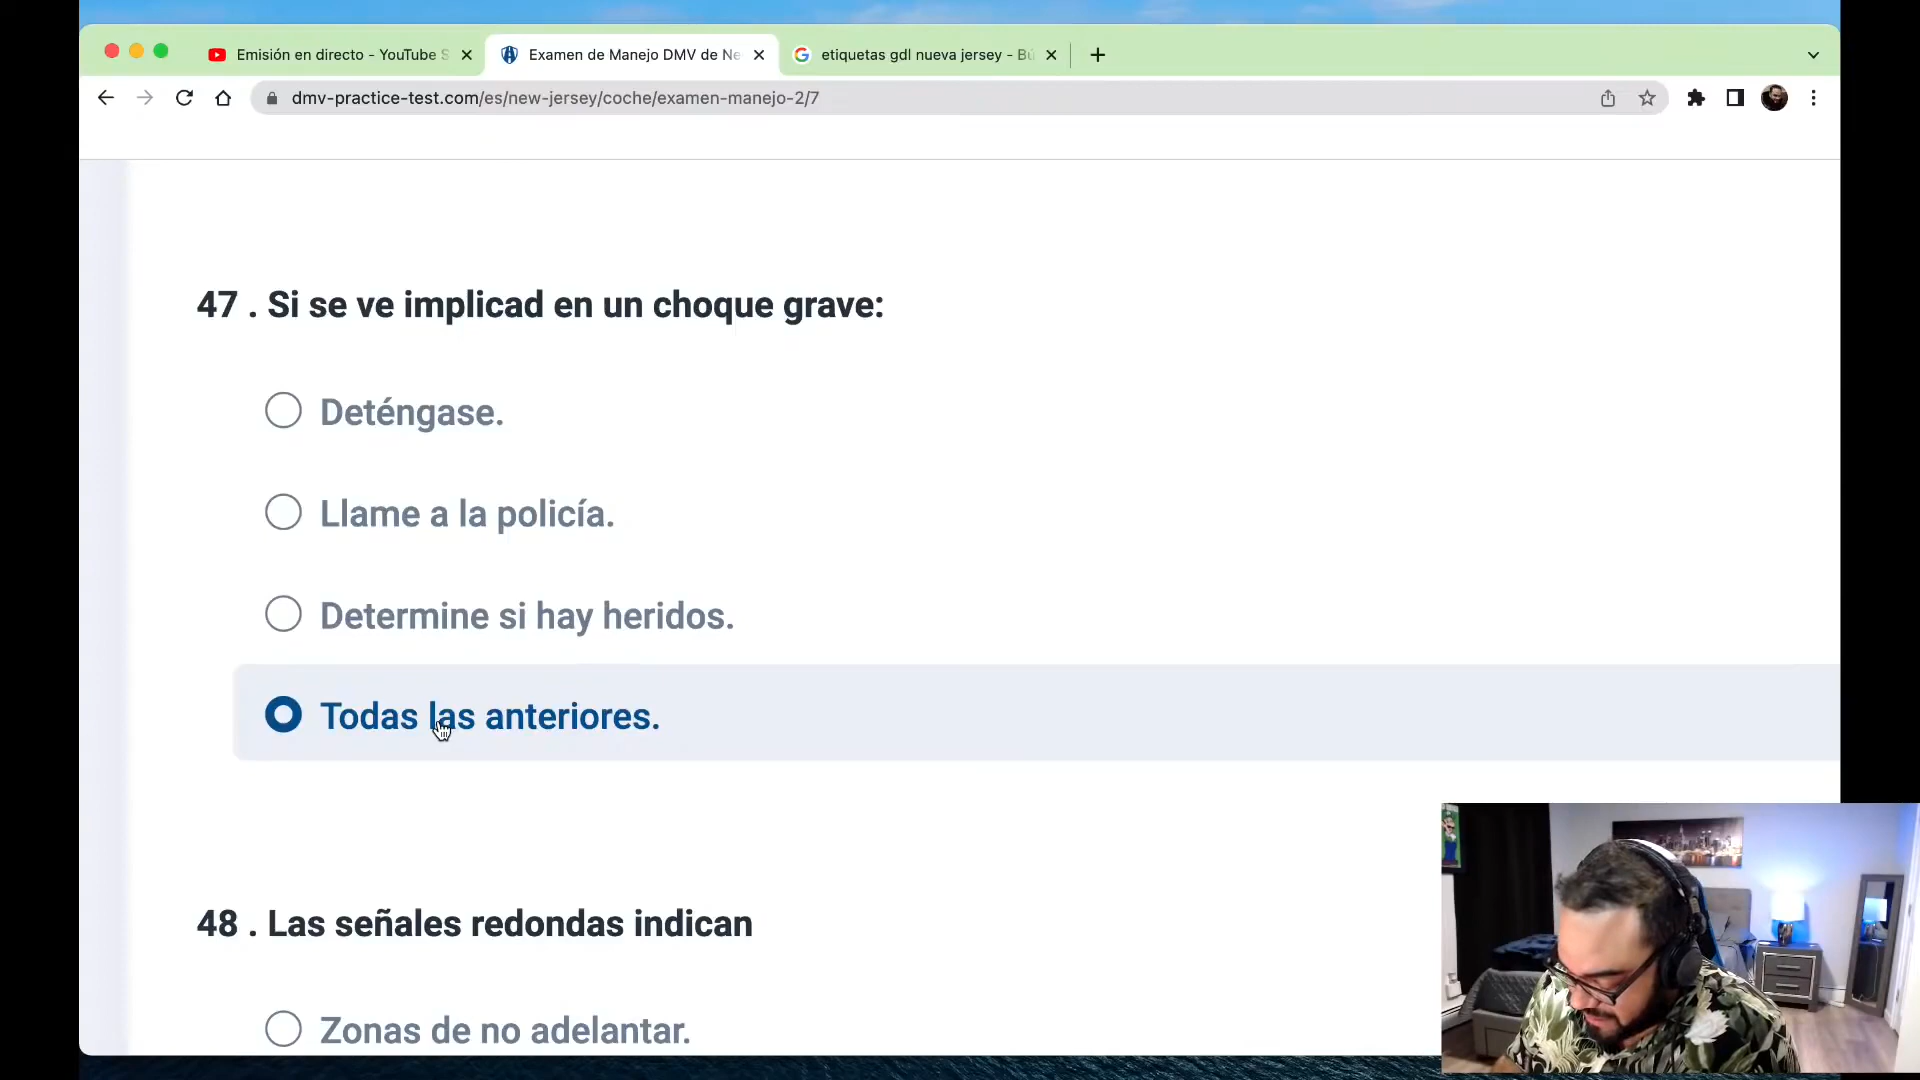 Emisión en directo - YouTube S
Examen de Manejo DMV de Ne
etiquetas gdl nueva jersey - Bú
dmv-practice-test.com/es/new-jersey/coche/examen-manejo-2/7
47 . Si se ve implicad en un choque grave:
Deténgase.
Llame a la policía.
Determine si hay heridos.
Todas las anteriores.
48 . Las señales redondas indican
Zonas de no adelantar.